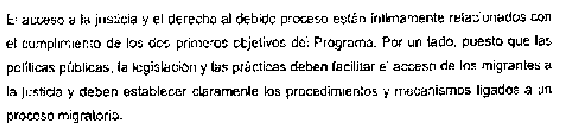 El acceso a la justicia y el derecho al debido proceso están íntimamente relacionados con
el cumplimiento de los dos primeros objetivos del Programa. Por un lado, puesto que las
políticas públicas, la legislación y las prácticas deben facilitar el acceso de los migrantes a
la justicia y deben establecer claramente los procedimientos y mecanismos ligados a un
proceso migratorio.